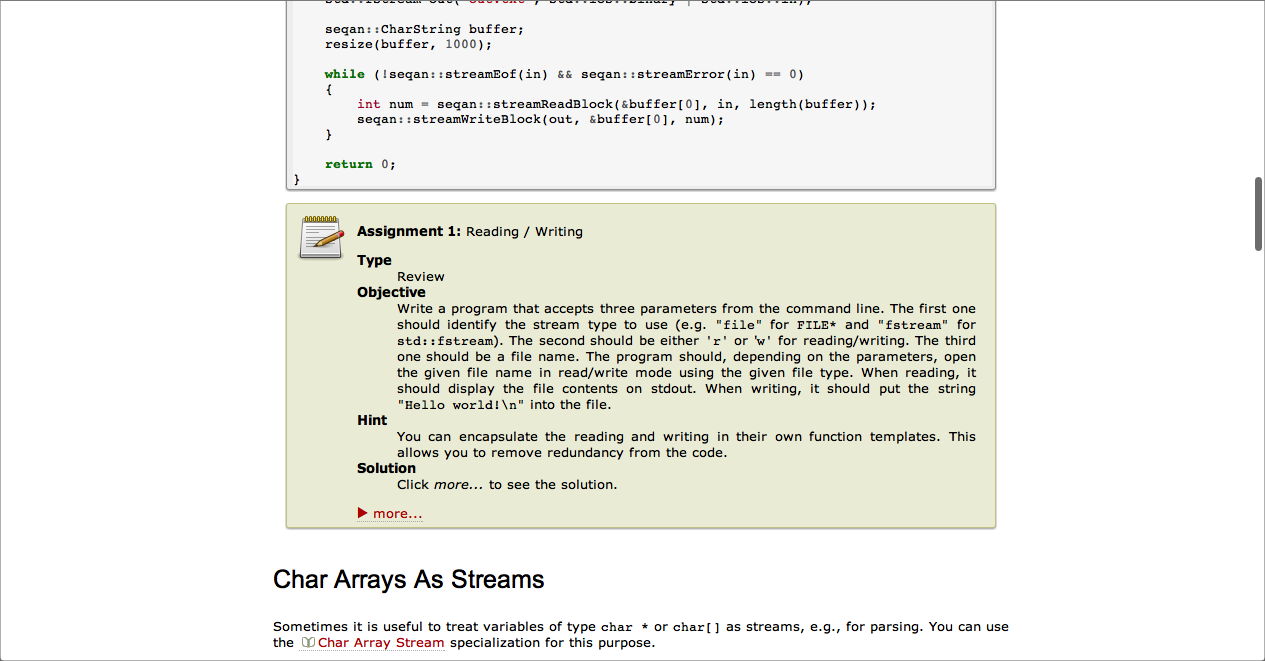 seqan::CharString buffer;
resize(buffer, 1000);
while (!seqan::streamEof(in) && seqan::streamError(in) == 0)
{
int num = seqan::streamReadBlock(&buffer[0], in, length(buffer));
seqan::streamWriteBlock(out, &buffer[0], num);
}
return 0;
}
Assignment 1: Reading / Writing
Type
Review
Objective
Write a program that accepts three parameters from the command line. The first one
should identify the stream type to use (e.g. "file" for FILE* and "fstream" for
std::fstream). The second should be either 'r' or 'w' for reading/writing. The third
one should be a file name. The program should, depending on the parameters, open
the given file name in read/write mode using the given file type. When reading, it
should display the file contents on stdout. When writing, it should put the string
"Hello world!\n" into the file.
Hint
You can encapsulate the reading and writing in their own function templates. This
allows you to remove redundancy from the code.
Solution
Click more... to see the solution.
more...
Char Arrays As Streams
Sometimes it is useful to treat variables of type char * or char[] as streams, e.g., for parsing. You can use
the Char Array Stream specialization for this purpose.